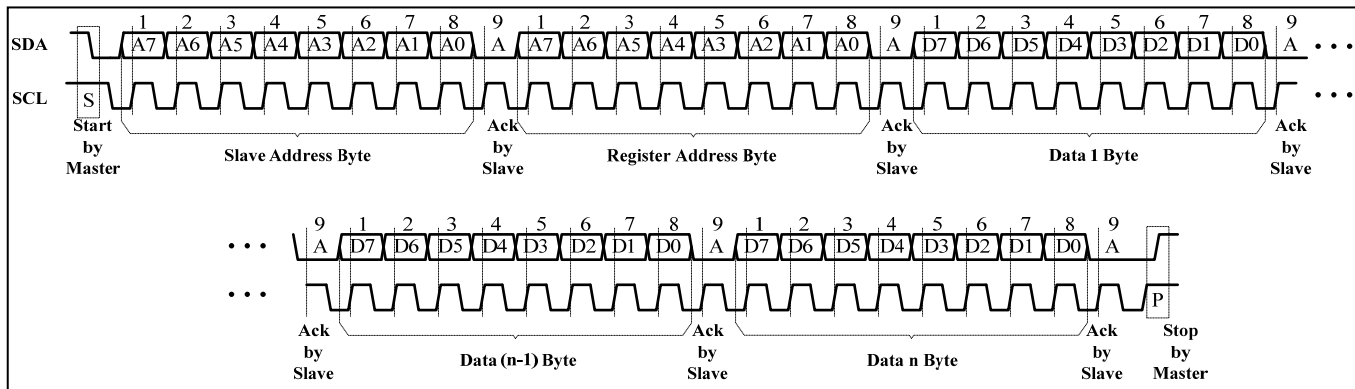 1 2 3 4 5 6 7 8 9 1 2 3 4 5 6 7 8 9 1 2 3 4 5 6 7 8 9
SDA A7 A6 A5 A4 A3 A2 A1 A0 A A7 A6 A5 A4 A3 A2 A1 A0 A D7 D6 D5 D4 D3 D2 D1 D0 A • • •
SCL S • • •
Start by Master
Slave Address Byte
Ack by Slave
Register Address Byte
Ack by Slave
Data 1 Byte
Ack by Slave
9 1 2 3 4 5 6 7 8 9 1 2 3 4 5 6 7 8 9
• • • A D7 D6 D5 D4 D3 D2 D1 D0 A D7 D6 D5 D4 D3 D2 D1 D0 A
• • • P
Ack by Slave
Data (n-1) Byte
Ack by Slave
Data n Byte
Ack by Slave
Stop by Master